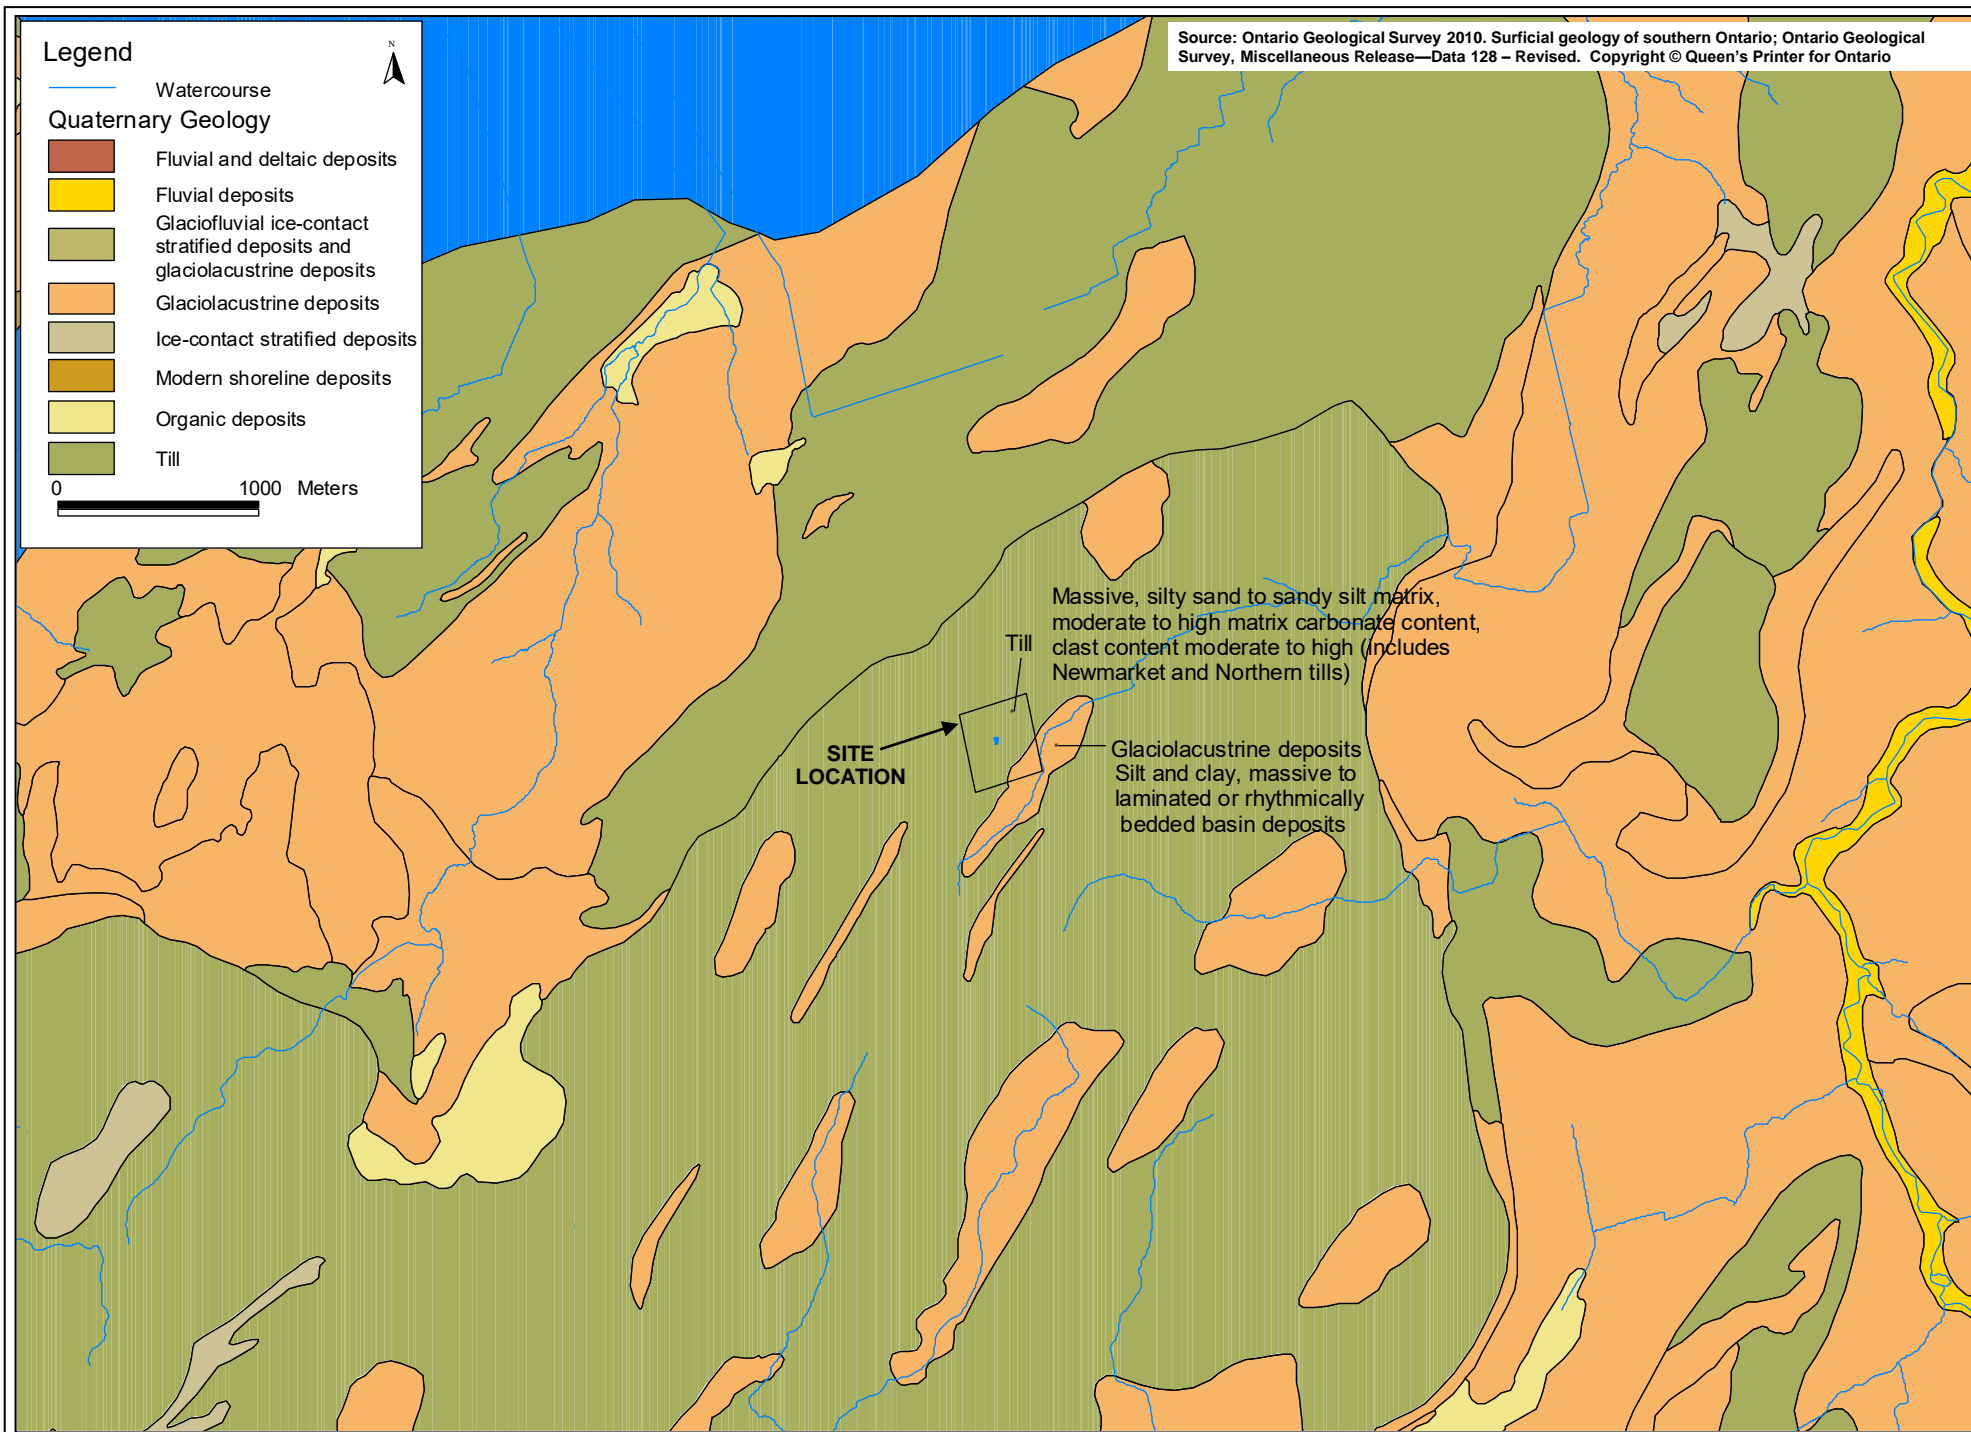 Legend
N
Watercourse
Quaternary Geology
Fluvial and deltaic deposits
Fluvial deposits
Glaciofluvial ice-contact
stratified deposits and
glaciolacustrine deposits
Glaciolacustrine deposits
Ice-contact stratified deposits
Modern shoreline deposits
Organic deposits
Till
0 1000 Meters
Source: Ontario Geological Survey 2010. Surficial geology of southern Ontario; Ontario Geological
Survey, Miscellaneous Release—Data 128 – Revised. Copyright © Queen's Printer for Ontario
Massive, silty sand to sandy silt matrix,
moderate to high matrix carbonate content,
clast content moderate to high (includes
Newmarket and Northern tills)
Till
SITE
LOCATION
Glaciolacustrine deposits
Silt and clay, massive to
laminated or rhythmically
bedded basin deposits